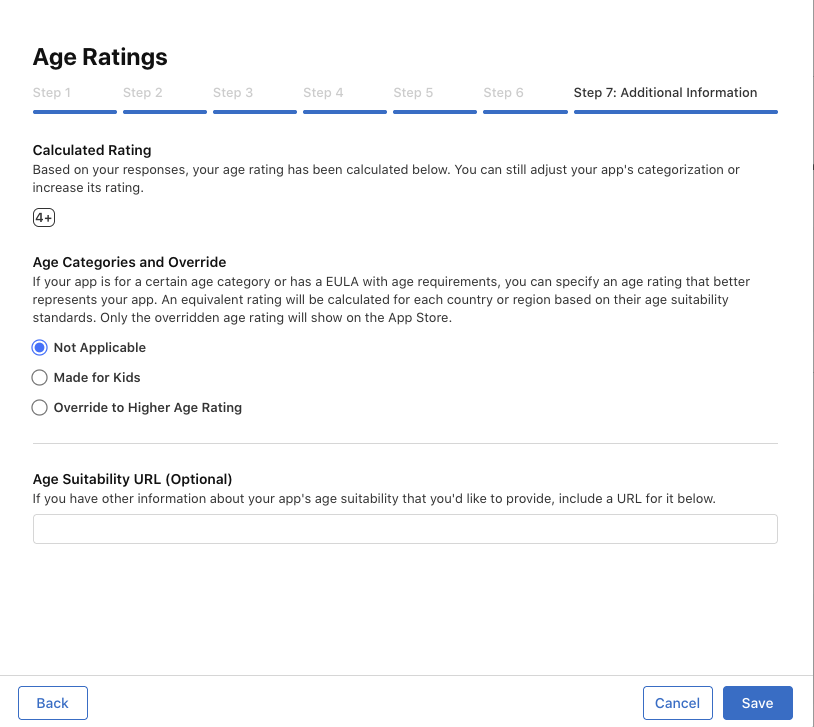 Age Ratings
Step 1 Step 2 Step 3 Step 4 Step 5 Step 6 Step 7: Additional Information
Calculated Rating
Based on your responses, your age rating has been calculated below. You can still adjust your app's categorization or
increase its rating.
4+
Age Categories and Override
If your app is for a certain age category or has a EULA with age requirements, you can specify an age rating that better
represents your app. An equivalent rating will be calculated for each country or region based on their age suitability
standards. Only the overridden age rating will show on the App Store.
Not Applicable
Made for Kids
Override to Higher Age Rating
Age Suitability URL (Optional)
If you have other information about your app's age suitability that you'd like to provide, include a URL for it below.
Back Cancel Save